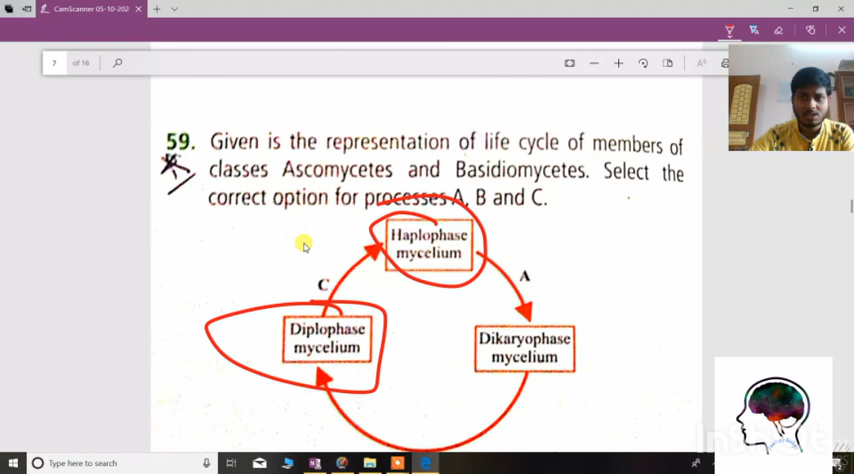 CamScanner 05-10-202
7 of 16
59. Given is the representation of life cycle of members of
classes Ascomycetes and Basidiomycetes. Select the
correct option for processes A, B and C.
Haplophase
mycelium
C
A
Diplophase
mycelium
Dikaryophase
mycelium
Type here to search